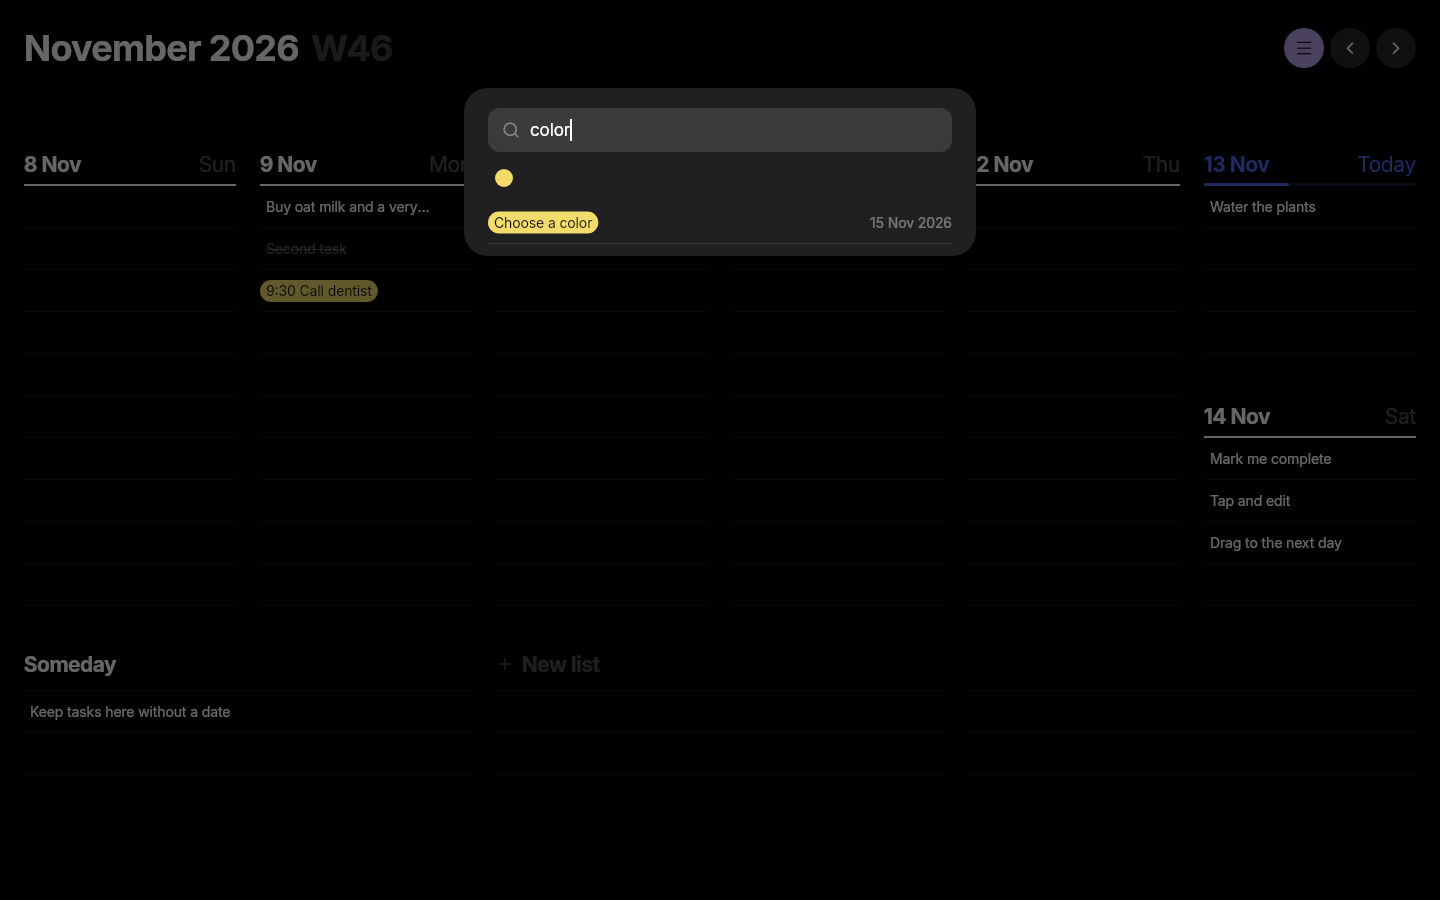 November 2026 W46
color
Choose a color 15 Nov 2026
8 Nov Sun
9 Nov
2 Nov Thu
13 Nov Today
Buy oat milk and a very...
Second task
9:30 Call dentist
Water the plants
14 Nov Sat
Mark me complete
Tap and edit
Drag to the next day
Someday
+ New list
Keep tasks here without a date